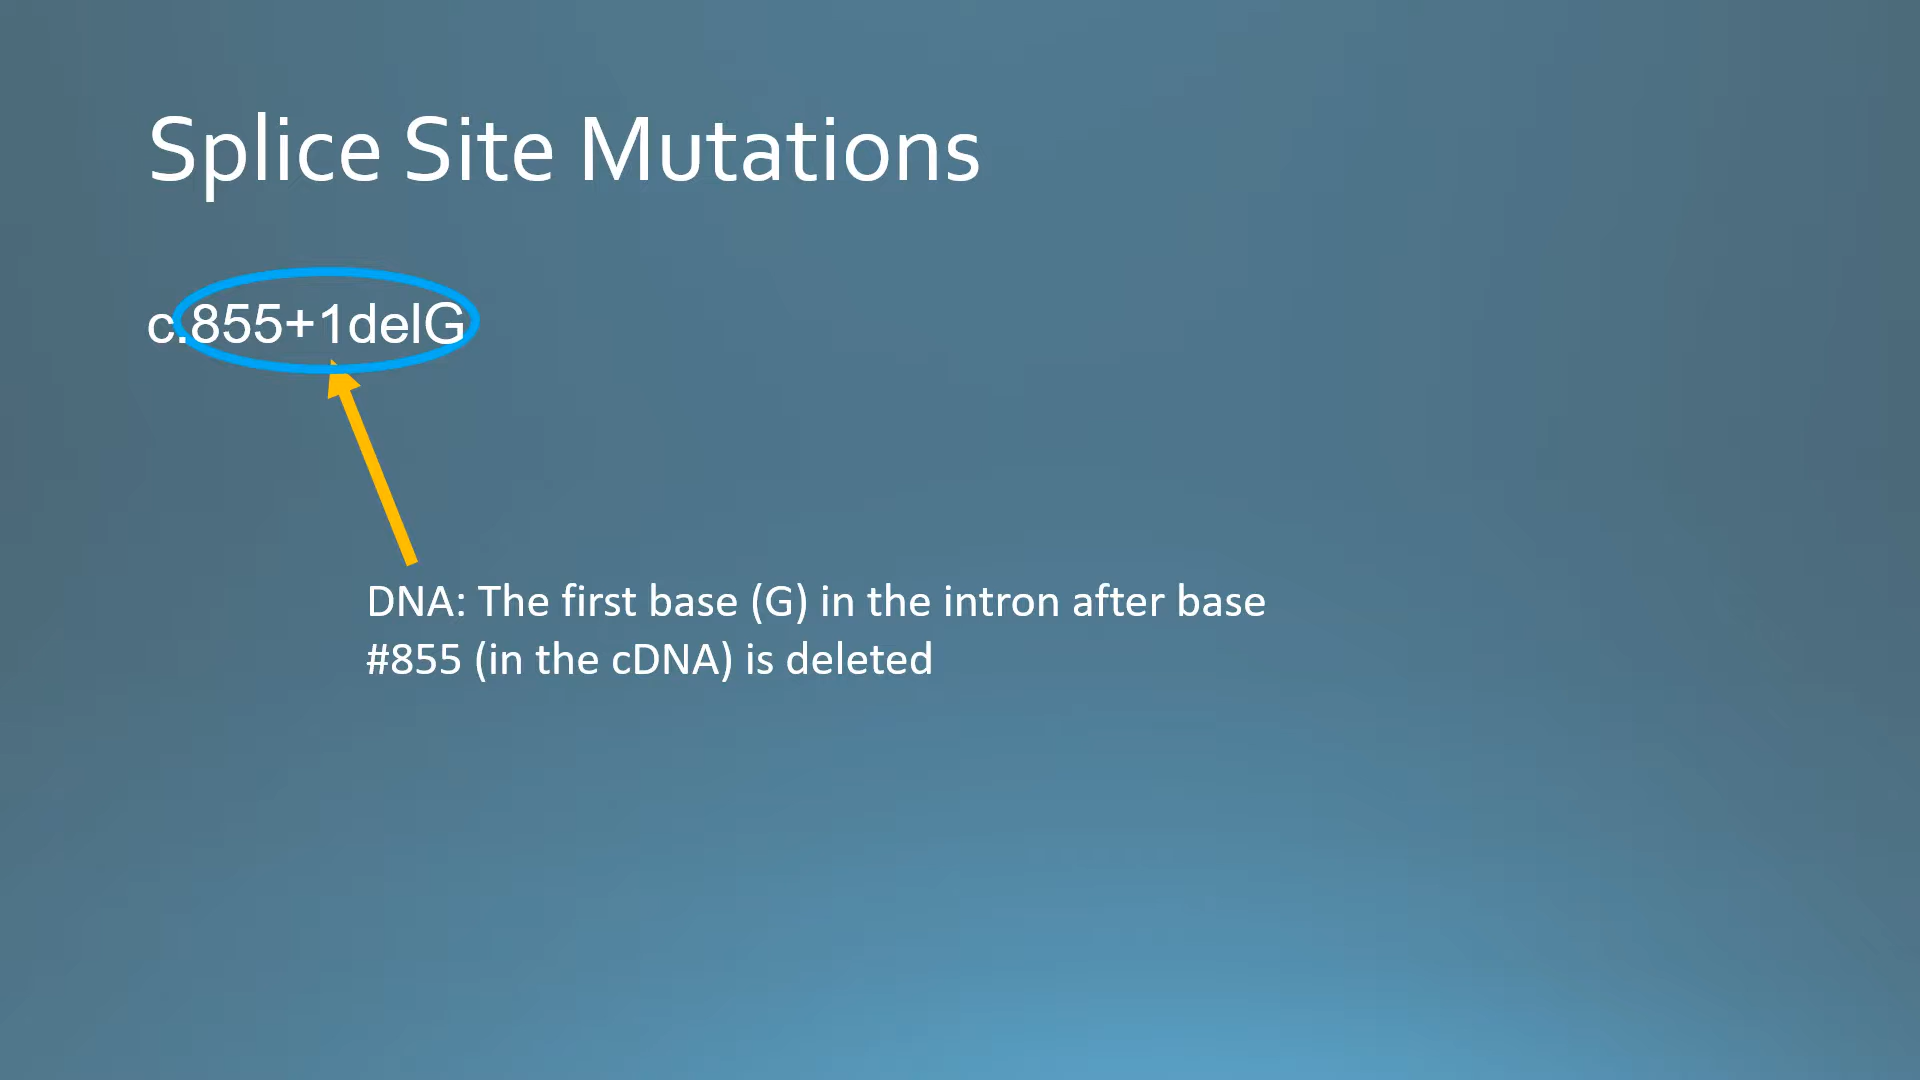 Splice Site Mutations
c.855+1delG
DNA: The first base (G) in the intron after base
#855 (in the cDNA) is deleted